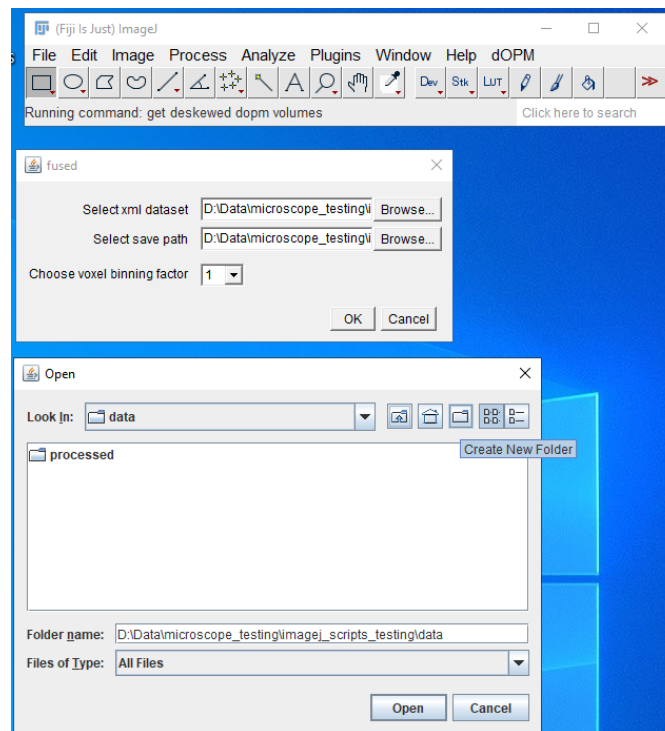 (Fiji Is Just) ImageJ
File Edit Image Process Analyze Plugins Window Help dOPM
A Dev Stk LUT
Running command: get deskewed dopm volumes Click here to search
fused
Select xml dataset D:\Data\microscope_testing\i Browse...
Select save path D:\Data\microscope_testing\i Browse...
Choose voxel binning factor 1
OK Cancel
Open
Look In: data
Create New Folder
processed
Folder name: D:\Data\microscope_testing\imagej_scripts_testing\data
Files of Type: All Files
Open Cancel